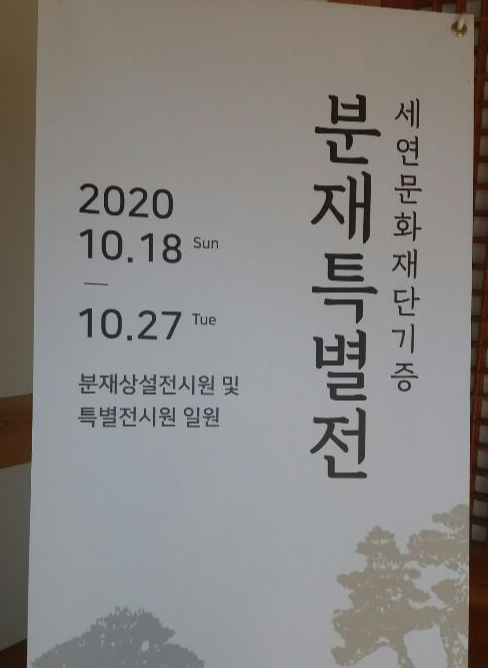 세연문화재단기증
분재특별전
2020
10.18 Sun
—
10.27 Tue
분재상설전시원 및
특별전시원 일원